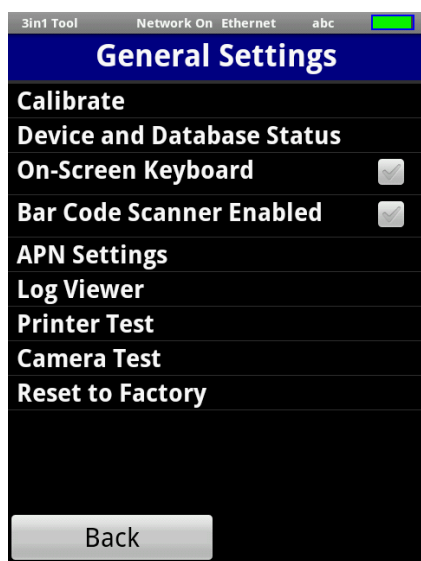 3in1 Tool Network On Ethernet abc
General Settings
Calibrate
Device and Database Status
On-Screen Keyboard
Bar Code Scanner Enabled
APN Settings
Log Viewer
Printer Test
Camera Test
Reset to Factory
Back